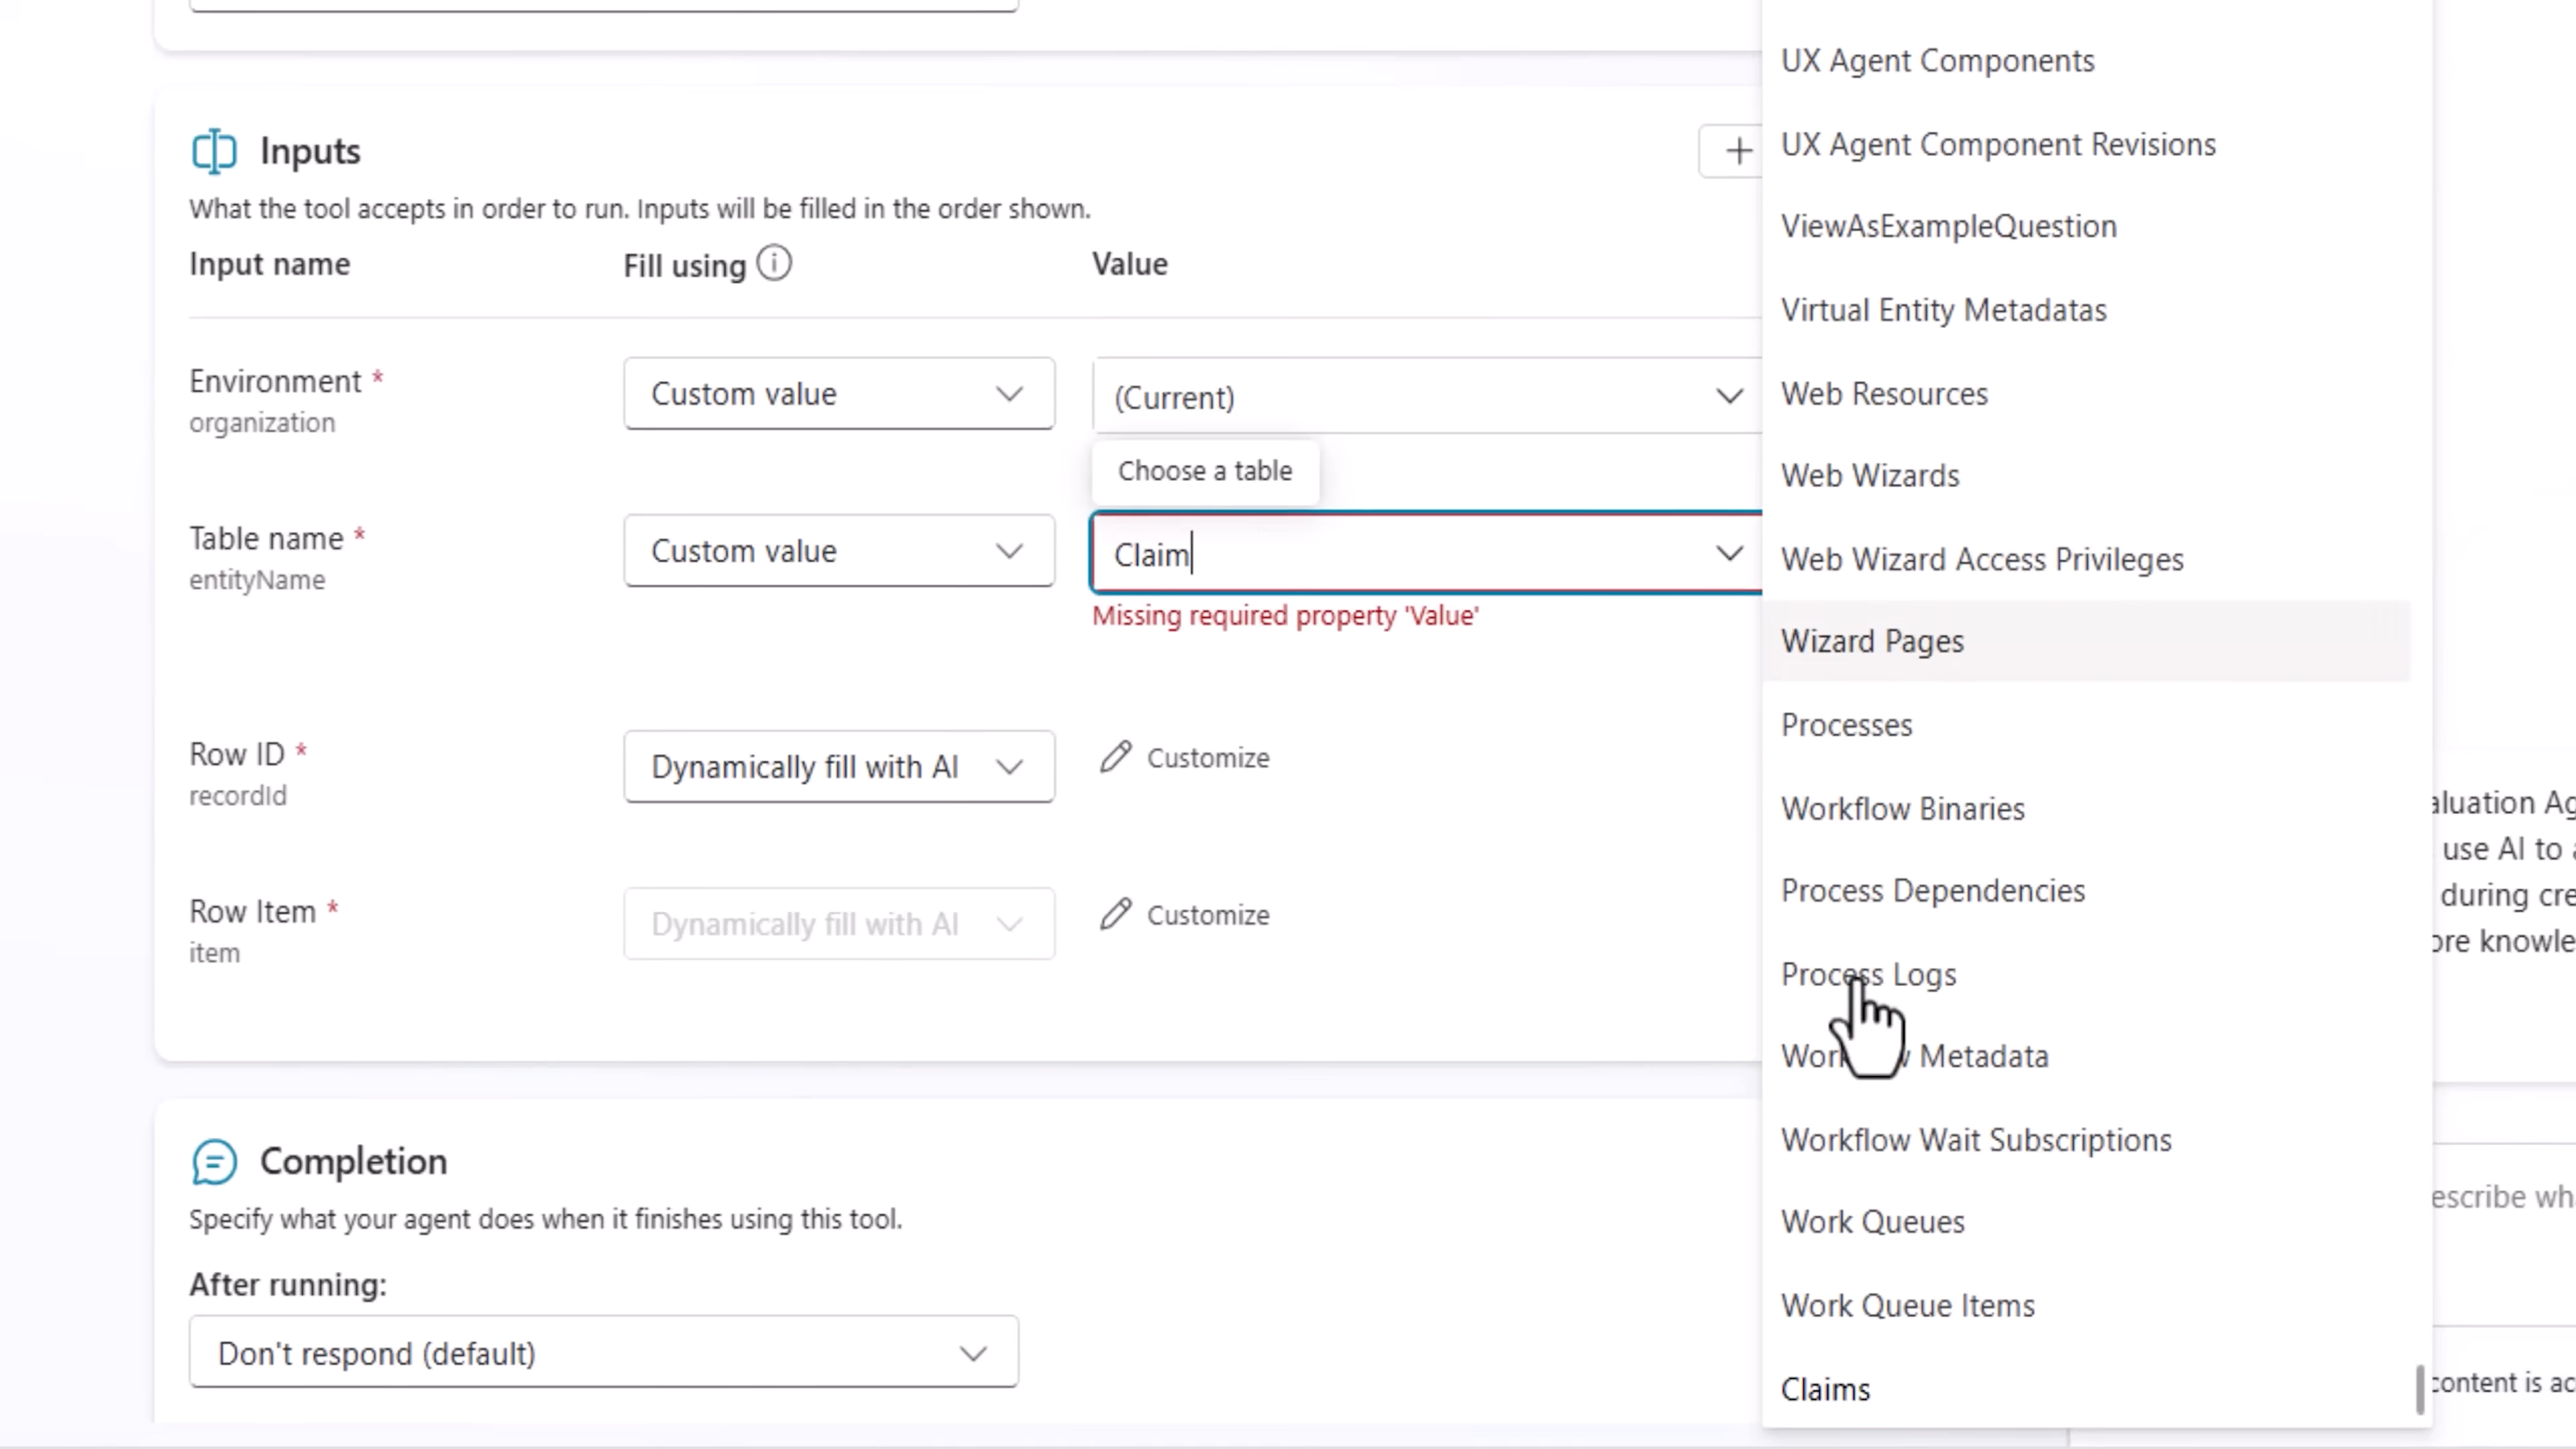 Inputs
What the tool accepts in order to run. Inputs will be filled in the order shown.
Input name
Fill using
Value
Environment *
organization
Custom value
(Current)
Choose a table
Table name *
entityName
Custom value
Claim
Missing required property 'Value'
Row ID *
recordId
Dynamically fill with AI
Customize
Row Item *
item
Dynamically fill with AI
Customize
Completion
Specify what your agent does when it finishes using this tool.
After running:
Don't respond (default)
UX Agent Components
UX Agent Component Revisions
ViewAsExampleQuestion
Virtual Entity Metadatas
Web Resources
Web Wizards
Web Wizard Access Privileges
Wizard Pages
Processes
Workflow Binaries
Process Dependencies
Process Logs
Metadata
Workflow Wait Subscriptions
Work Queues
Work Queue Items
Claims
use AI to
during
content is